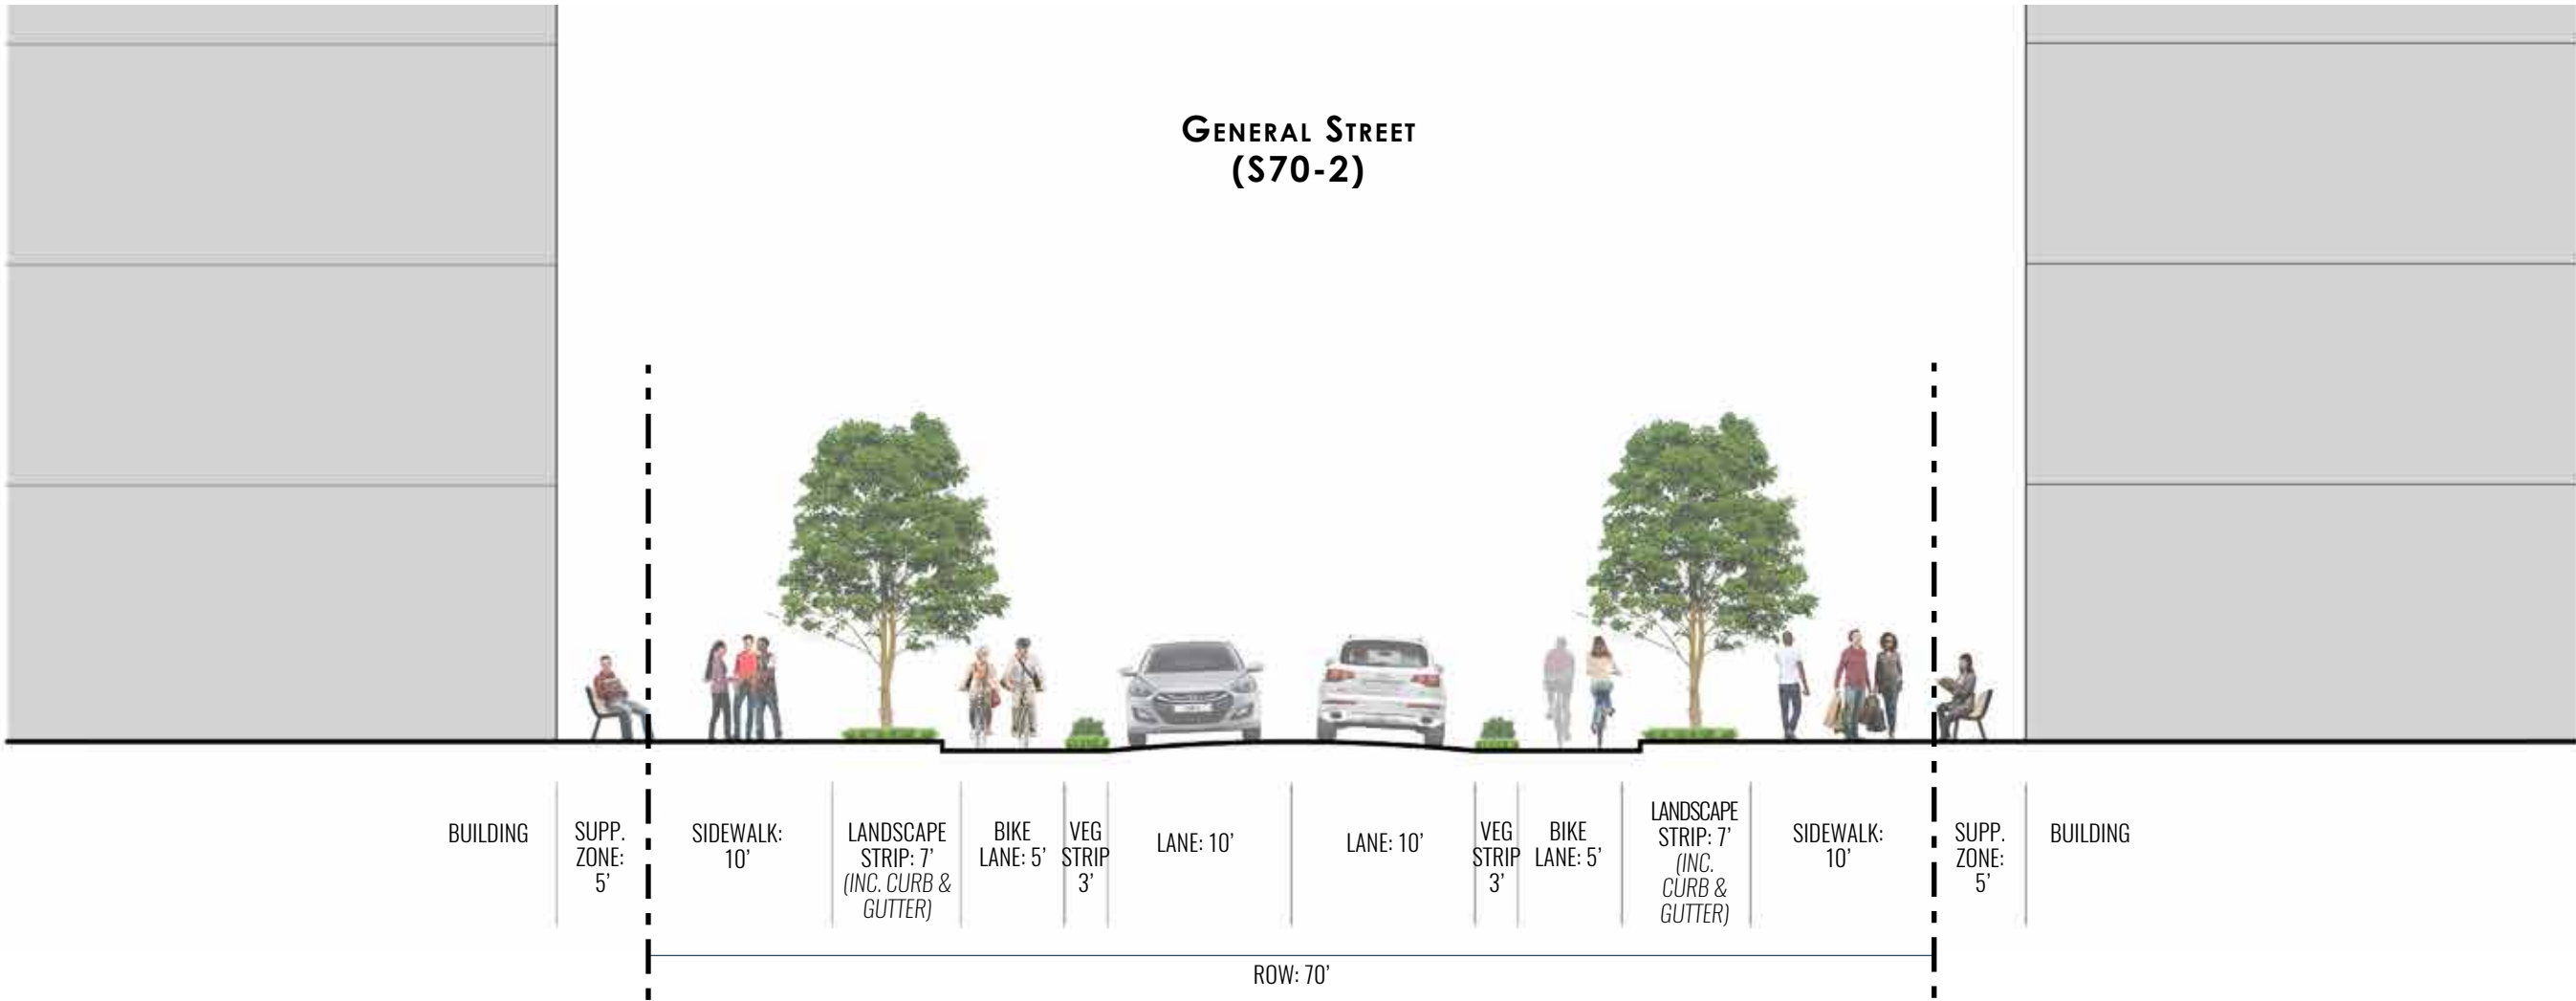 General Street
(S70-2)
BUILDING
SUPP.
ZONE:
5'
SIDEWALK:
10'
LANDSCAPE
STRIP: 7'
(INC. CURB &
GUTTER)
BIKE
LANE: 5'
VEG
STRIP
3'
LANE: 10'
LANE: 10'
VEG
STRIP
3'
BIKE
LANE: 5'
LANDSCAPE
STRIP: 7'
(INC.
CURB &
GUTTER)
SIDEWALK:
10'
SUPP.
ZONE:
5'
BUILDING
ROW: 70'